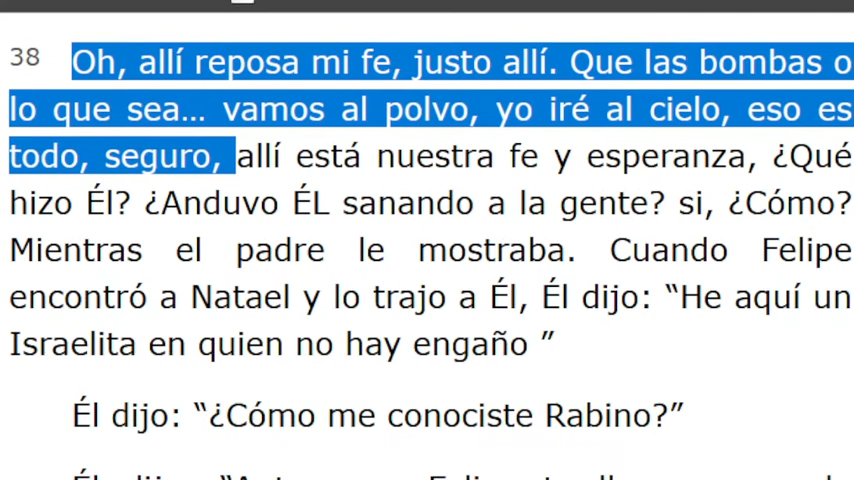 38 Oh, allí reposa mi fe, justo allí. Que las bombas o
lo que sea... vamos al polvo, yo iré al cielo, eso es
todo, seguro, allí está nuestra fe y esperanza, ¿Qué
hizo Él? ¿Anduvo ÉL sanando a la gente? si, ¿Cómo?
Mientras el padre le mostraba. Cuando Felipe
encontró a Natael y lo trajo a Él, Él dijo: “He aquí un
Israelita en quien no hay engaño ”
Él dijo: “¿Cómo me conociste Rabino?”